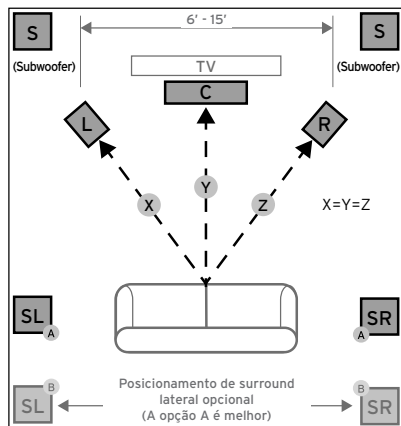 6' - 15'
S
S
(Subwoofer)
(Subwoofer)
TV
C
L
R
Y
X
Z
X=Y=Z
SL
A
SR
A
B
B
SL
SR
Posicionamento de surround
lateral opcional
(A opção A é melhor)